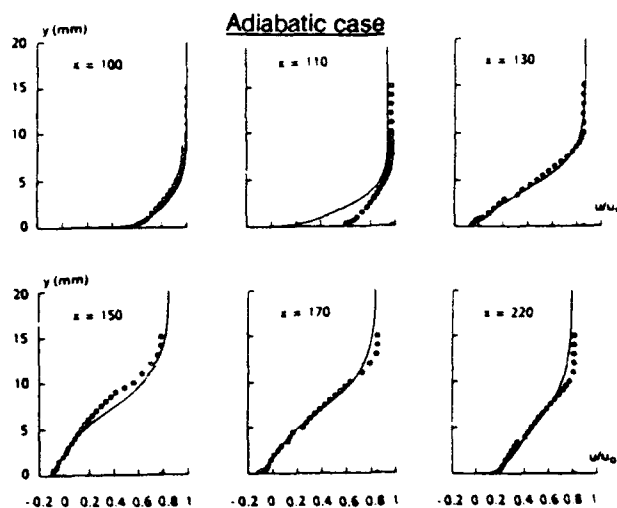 Adiabatic case
y (mm)
20
15
10
5
0
x = 100
x = 110
x = 130
u/u
y (mm)
20
15
10
5
0
x = 150
x = 170
x = 220
u/u₀
-0.2 0 0.2 0.4 0.6 0.8 1
-0.2 0 0.2 0.4 0.6 0.8 1
-0.2 0 0.2 0.4 0.6 0.8 1